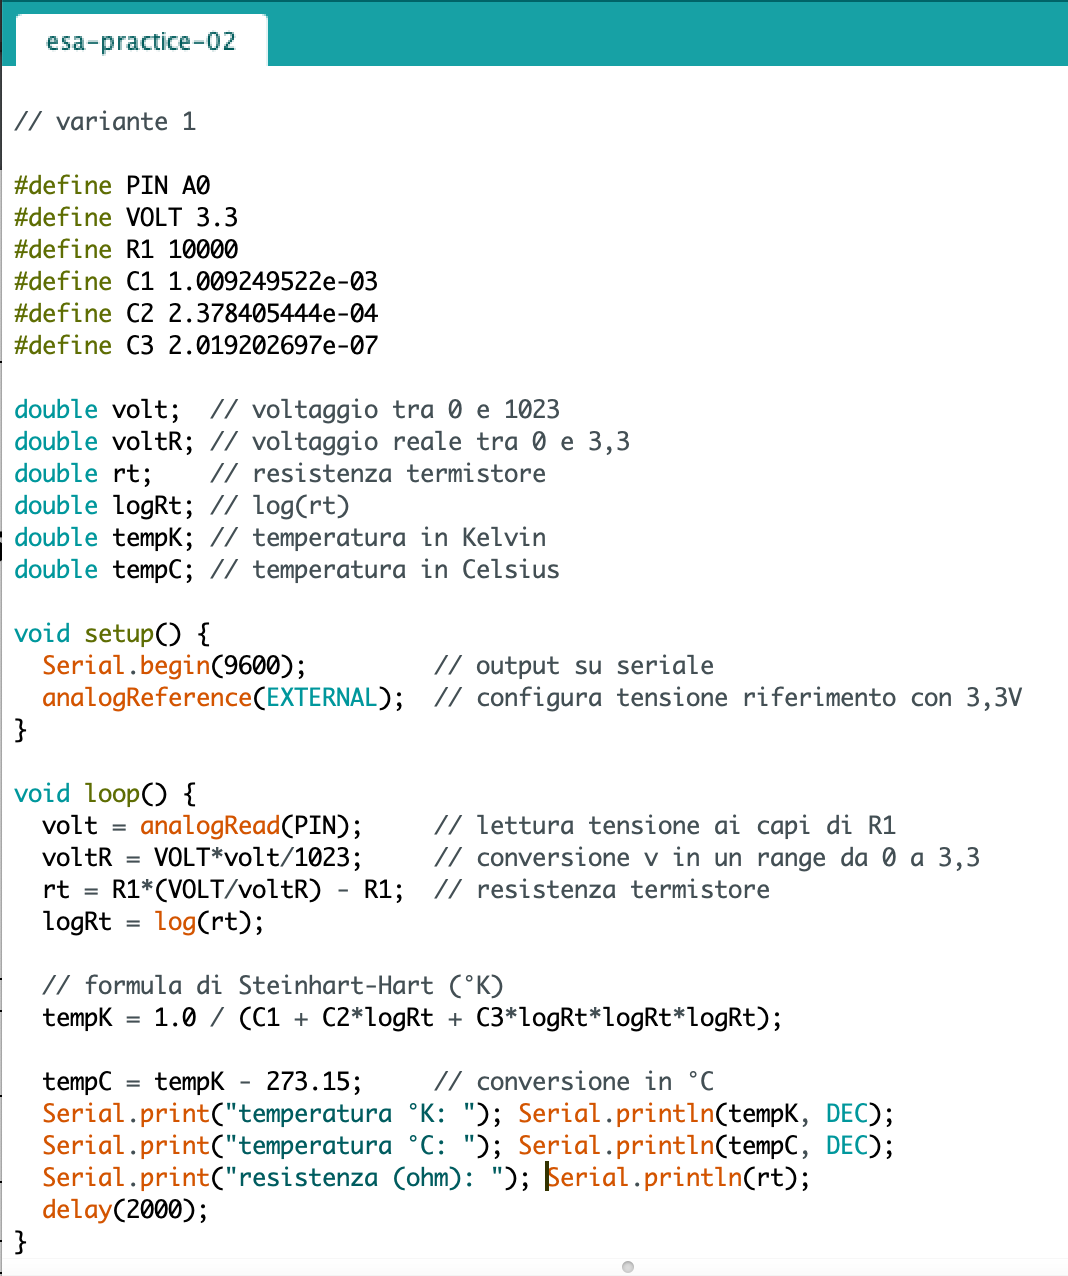 esa-practice-02
// variante 1
#define PIN A0
#define VOLT 3.3
#define R1 10000
#define C1 1.009249522e-03
#define C2 2.378405444e-04
#define C3 2.019202697e-07
double volt;  // voltaggio tra 0 e 1023
double voltR; // voltaggio reale tra 0 e 3,3
double rt;    // resistenza termistore
double logRt; // log(rt)
double tempK; // temperatura in Kelvin
double tempC; // temperatura in Celsius
void setup() {
  Serial.begin(9600);         // output su seriale
  analogReference(EXTERNAL);  // configura tensione riferimento con 3,3V
}
void loop() {
  volt = analogRead(PIN);     // lettura tensione ai capi di R1
  voltR = VOLT*volt/1023;     // conversione v in un range da 0 a 3,3
  rt = R1*(VOLT/voltR) - R1;  // resistenza termistore
  logRt = log(rt);
  // formula di Steinhart-Hart (°K)
  tempK = 1.0 / (C1 + C2*logRt + C3*logRt*logRt*logRt);
  tempC = tempK - 273.15;     // conversione in °C
  Serial.print("temperatura °K: "); Serial.println(tempK, DEC);
  Serial.print("temperatura °C: "); Serial.println(tempC, DEC);
  Serial.print("resistenza (ohm): "); Serial.println(rt);
  delay(2000);
}